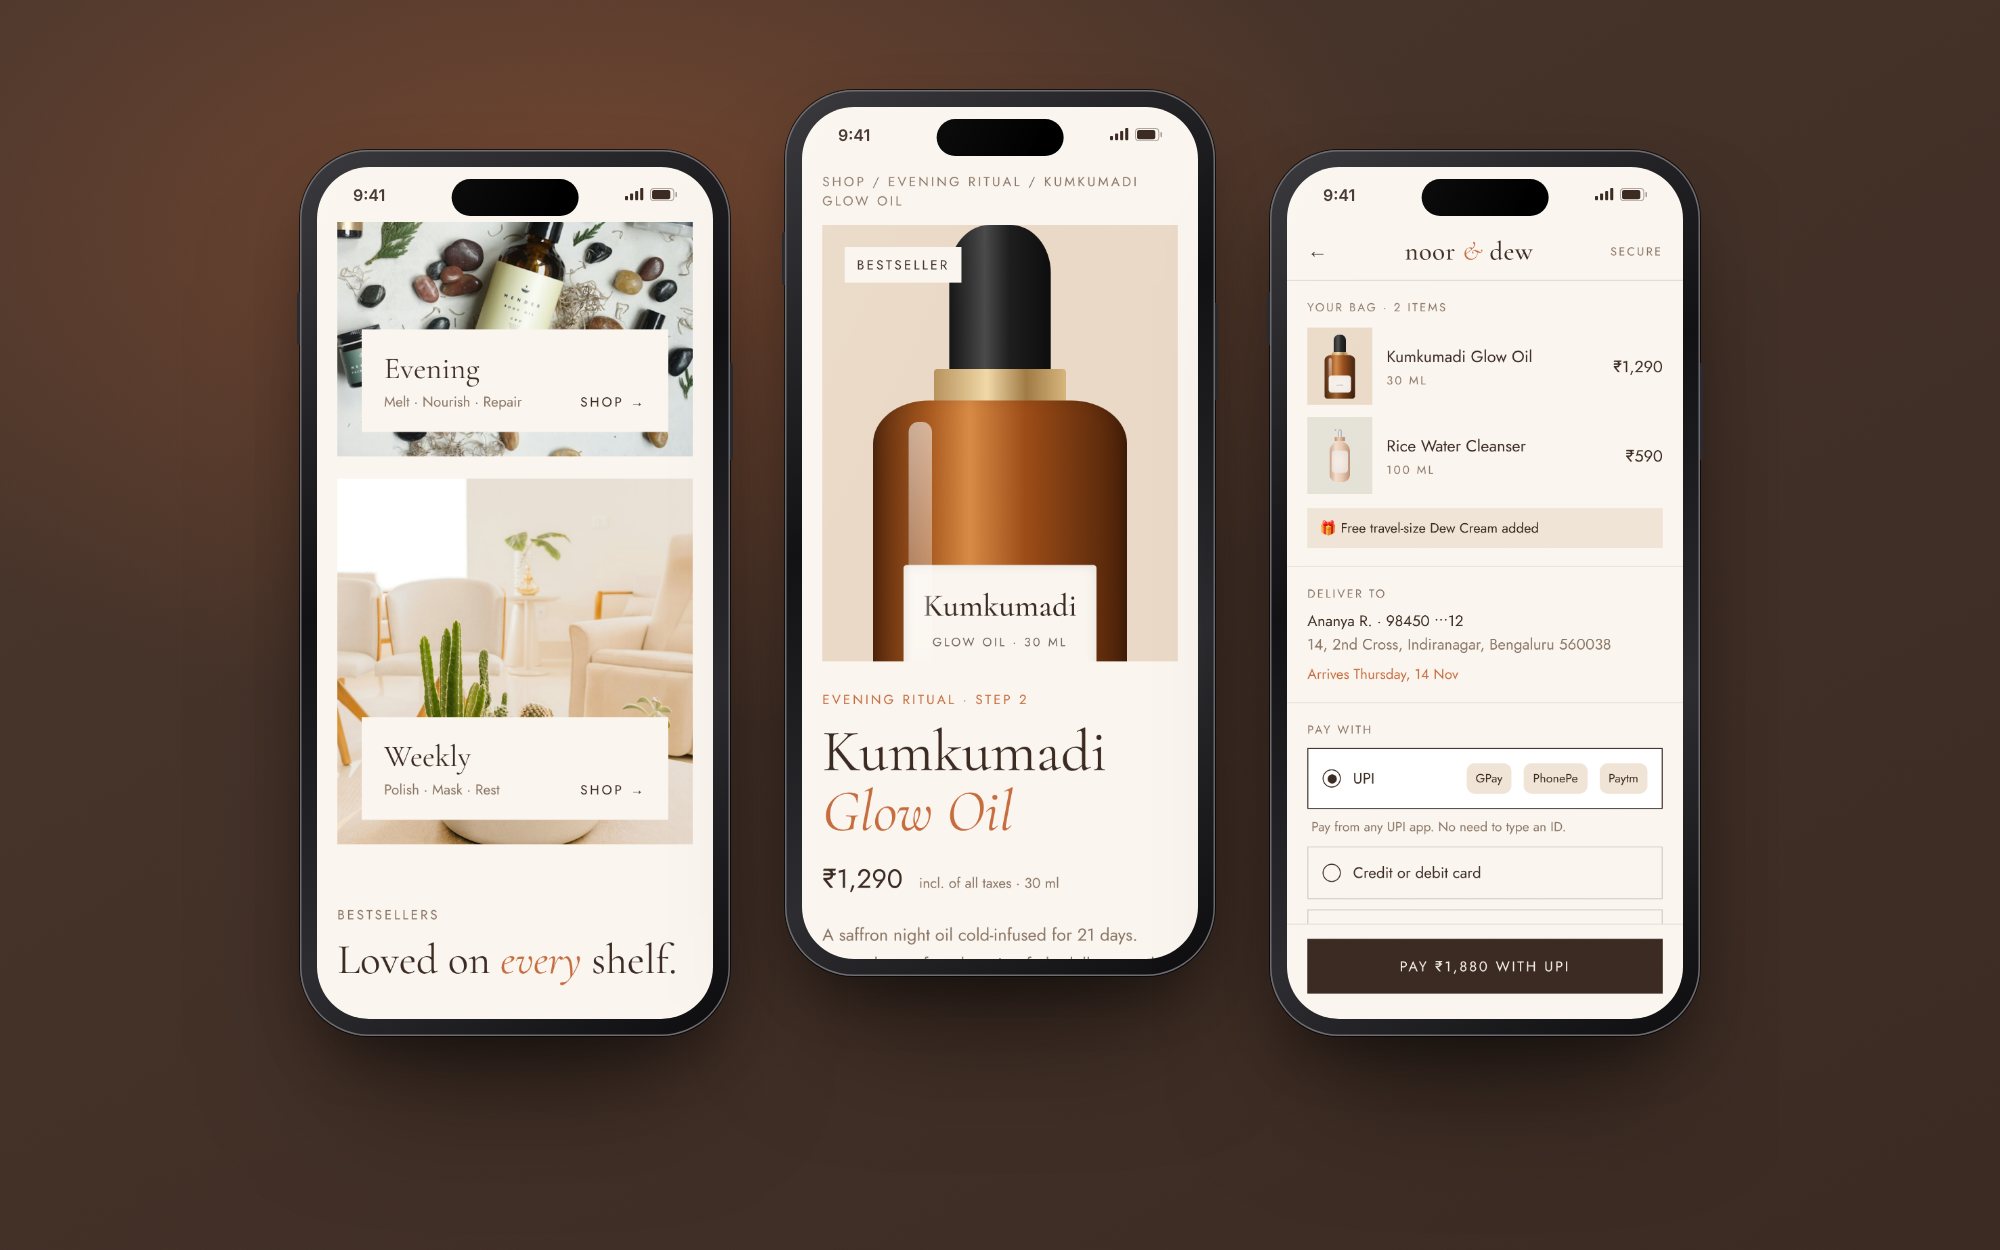 9:41
Evening
Melt · Nourish · Repair
SHOP →
Weekly
Polish · Mask · Rest
SHOP →
BESTSELLERS
Loved on every shelf.
9:41
SHOP / EVENING RITUAL / KUMKUMADI
GLOW OIL
BESTSELLER
Kumkumadi
GLOW OIL · 30 ML
EVENING RITUAL · STEP 2
Kumkumadi
Glow Oil
₹1,290 incl. of all taxes · 30 ml
A saffron night oil cold-infused for 21 days.
9:41
← noor & dew SECURE
YOUR BAG · 2 ITEMS
Kumkumadi Glow Oil
30 ML
₹1,290
Rice Water Cleanser
100 ML
₹590
🎁 Free travel-size Dew Cream added
DELIVER TO
Ananya R. · 98450 ···12
14, 2nd Cross, Indiranagar, Bengaluru 560038
Arrives Thursday, 14 Nov
PAY WITH
UPI GPay PhonePe Paytm
Pay from any UPI app. No need to type an ID.
Credit or debit card
PAY ₹1,880 WITH UPI